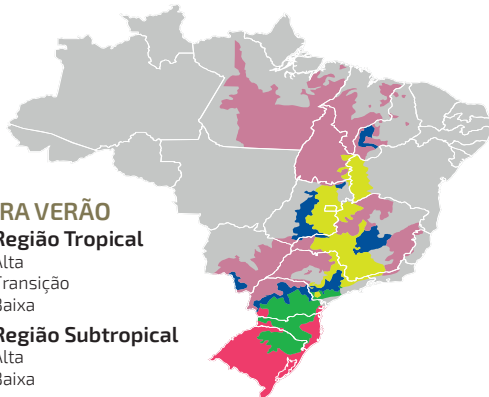 RA VERÃO
Região Tropical
Alta
Transição
Baixa
Região Subtropical
Alta
Baixa